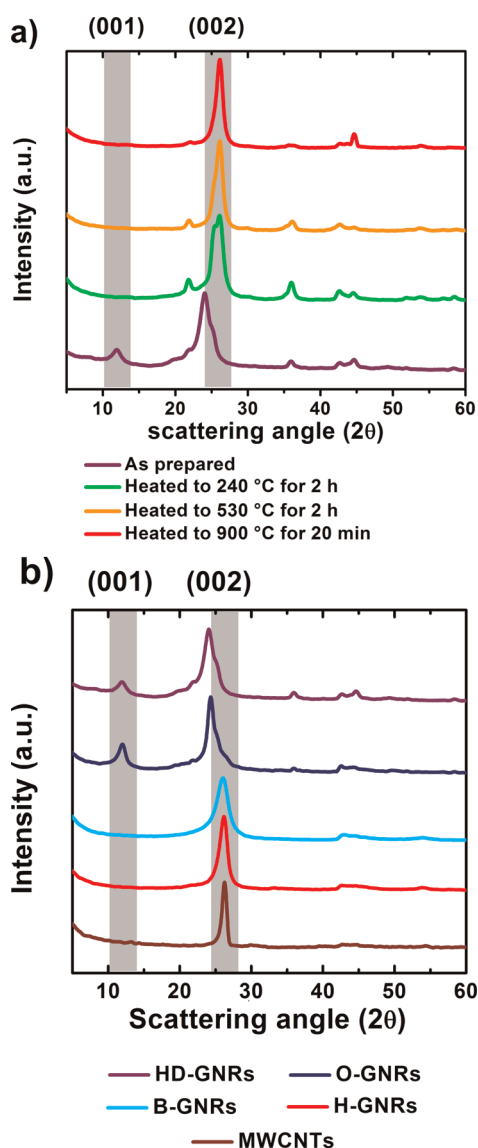 a)
(001) (002)
Intensity (a.u.)
10 20 30 40 50 60
scattering angle (2θ)
As prepared
Heated to 240 °C for 2 h
Heated to 530 °C for 2 h
Heated to 900 °C for 20 min
b)
(001) (002)
Intensity (a.u.)
10 20 30 40 50 60
Scattering angle (2θ)
HD-GNRs O-GNRs
B-GNRs H-GNRs
MWCNTs